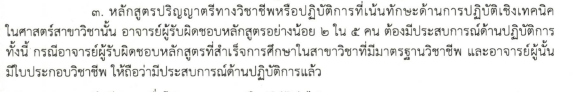 ๓. หลักสูตรปริญญาตรีทางวิชาชีพหรือปฏิบัติการที่เน้นทักษะด้านการปฏิบัติเชิงเทคนิค
ในศาสตร์สาขาวิชานั้น อาจารย์ผู้รับผิดชอบหลักสูตรอย่างน้อย ๒ ใน ๕ คน ต้องมีประสบการณ์ด้านปฏิบัติการ
ทั้งนี้ กรณีอาจารย์ผู้รับผิดชอบหลักสูตรที่สำเร็จการศึกษาในสาขาวิชาที่มีมาตรฐานวิชาชีพ และอาจารย์ผู้นั้น
มีใบประกอบวิชาชีพ ให้ถือว่ามีประสบการณ์ด้านปฏิบัติการแล้ว